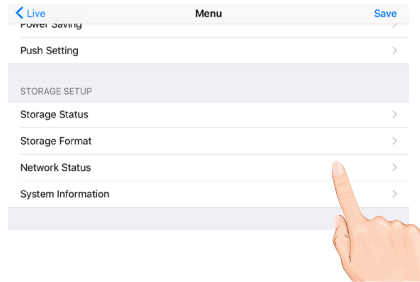 Live Menu Save
Power Saving
Push Setting
STORAGE SETUP
Storage Status
Storage Format
Network Status
System Information